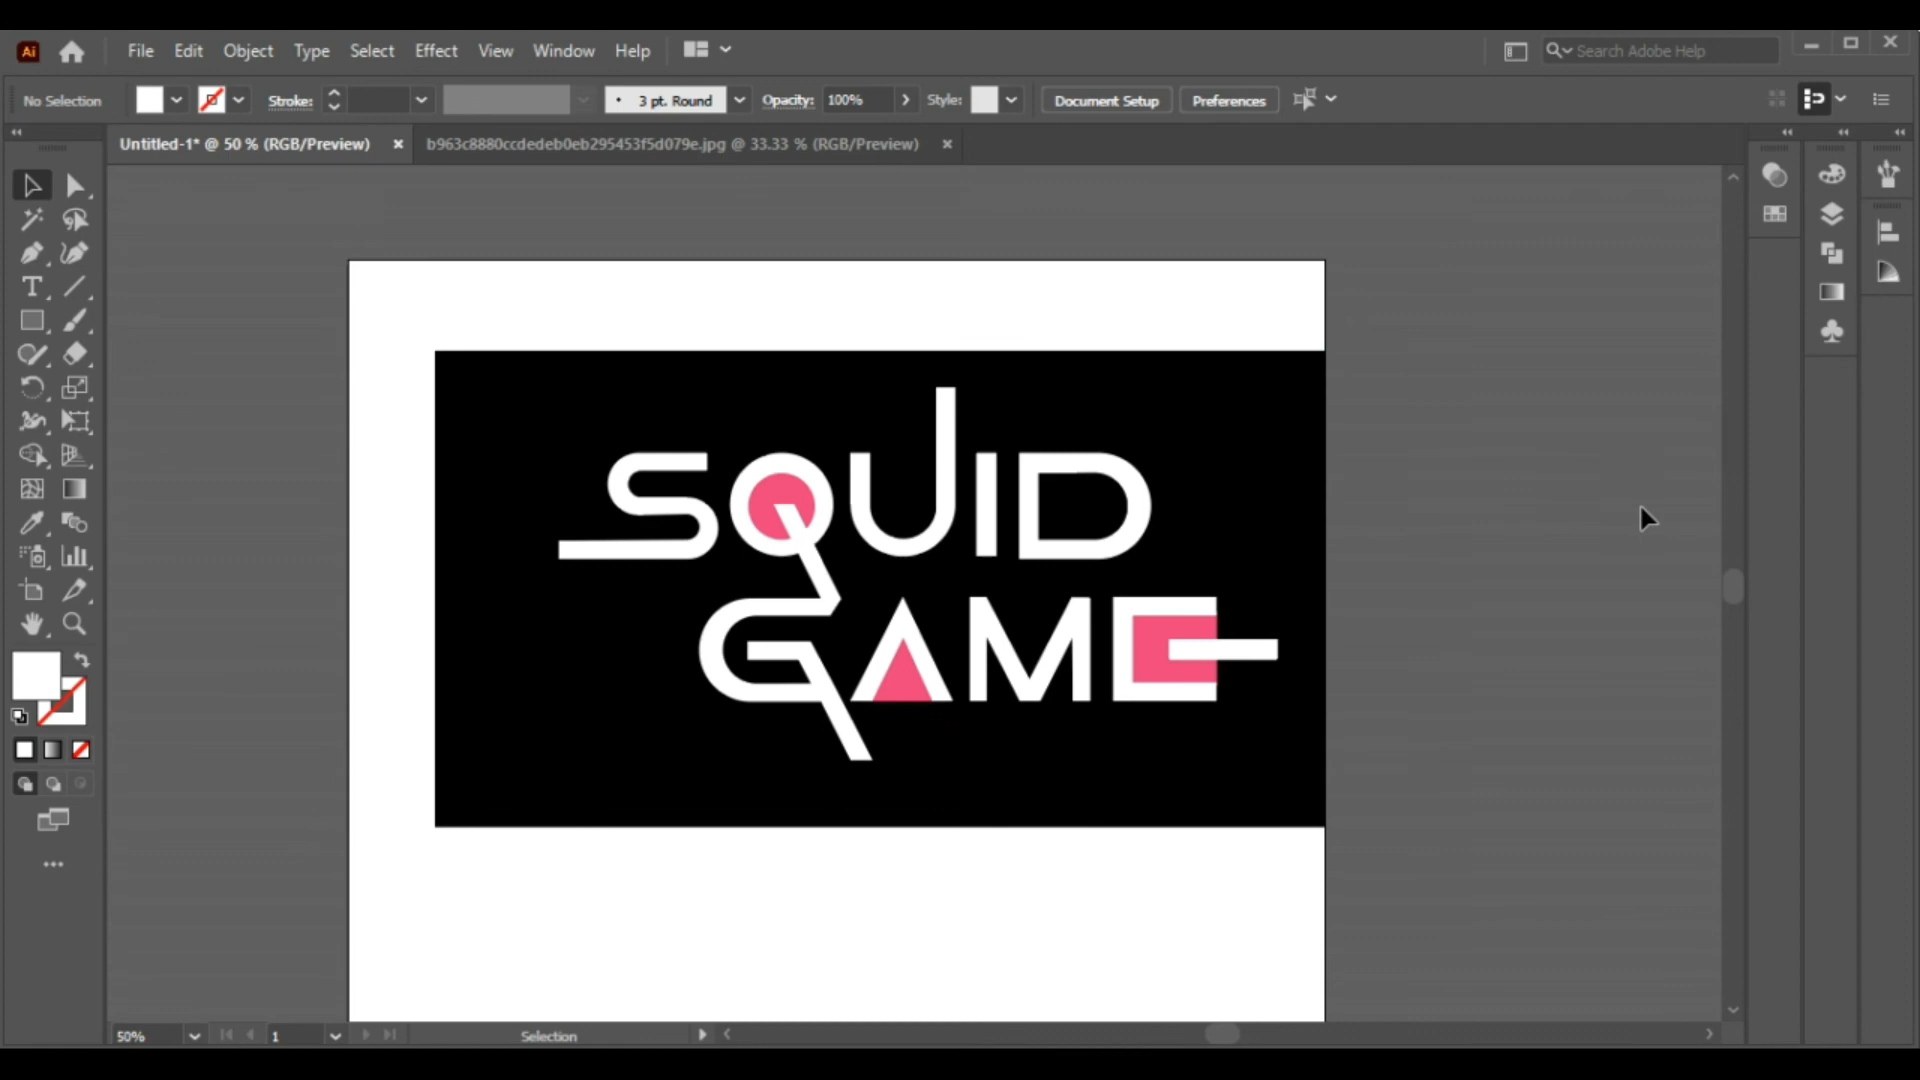 Ai File Edit Object Type Select Effect View Window Help Search Adobe Help
No Selection Stroke: 3 pt. Round Opacity: 100% Style: Document Setup Preferences
Untitled-1* @ 50 % (RGB/Preview) b963c8880ccdedeb0eb295453f5d079e.jpg @ 33.33 % (RGB/Preview)
SQUID
GAME
50% 1 Selection